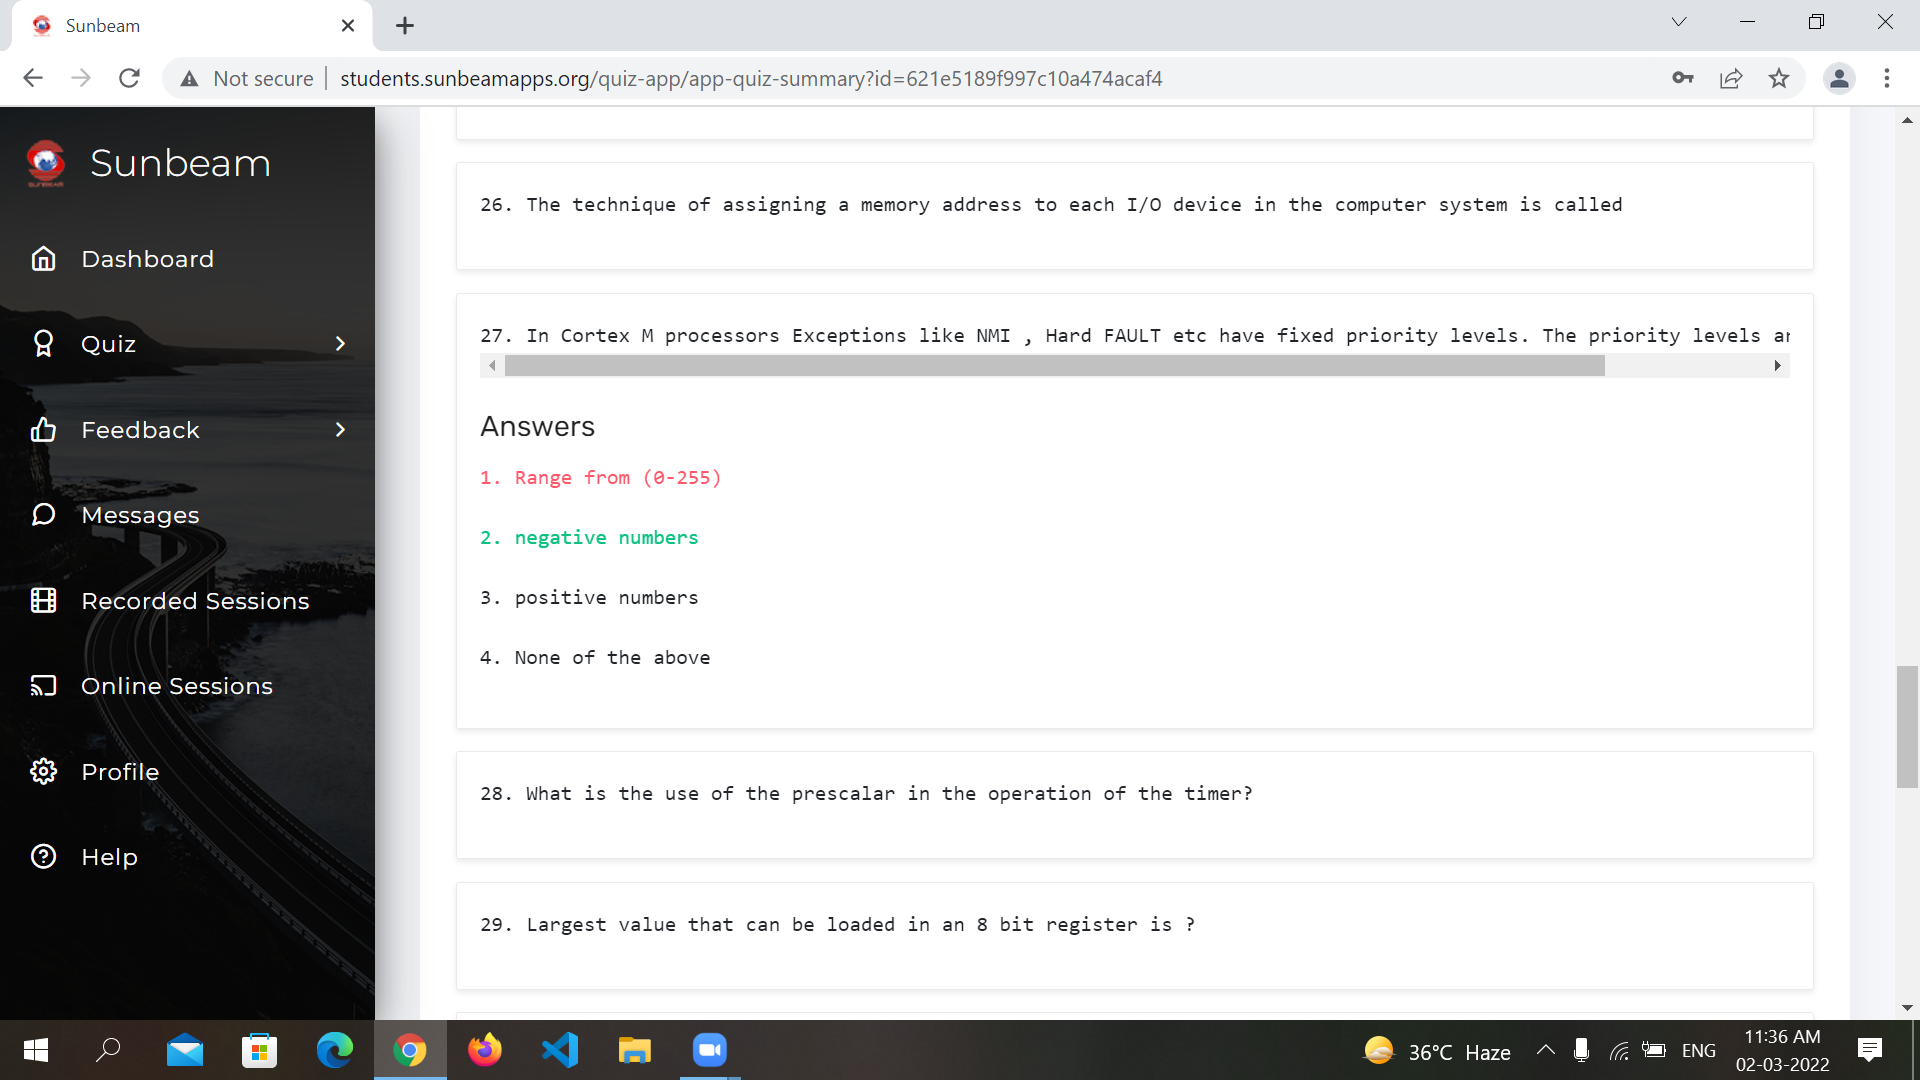 Sunbeam
Not secure
students.sunbeamapps.org/quiz-app/app-quiz-summary?id=621e5189f997c10a474acaf4
Sunbeam
Dashboard
Quiz
Feedback
Messages
Recorded Sessions
Online Sessions
Profile
Help
26. The technique of assigning a memory address to each I/O device in the computer system is called
27. In Cortex M processors Exceptions like NMI , Hard FAULT etc have fixed priority levels. The priority levels ar
Answers
1. Range from (0-255)
2. negative numbers
3. positive numbers
4. None of the above
28. What is the use of the prescalar in the operation of the timer?
29. Largest value that can be loaded in an 8 bit register is ?
36°C Haze
ENG
11:36 AM
02-03-2022